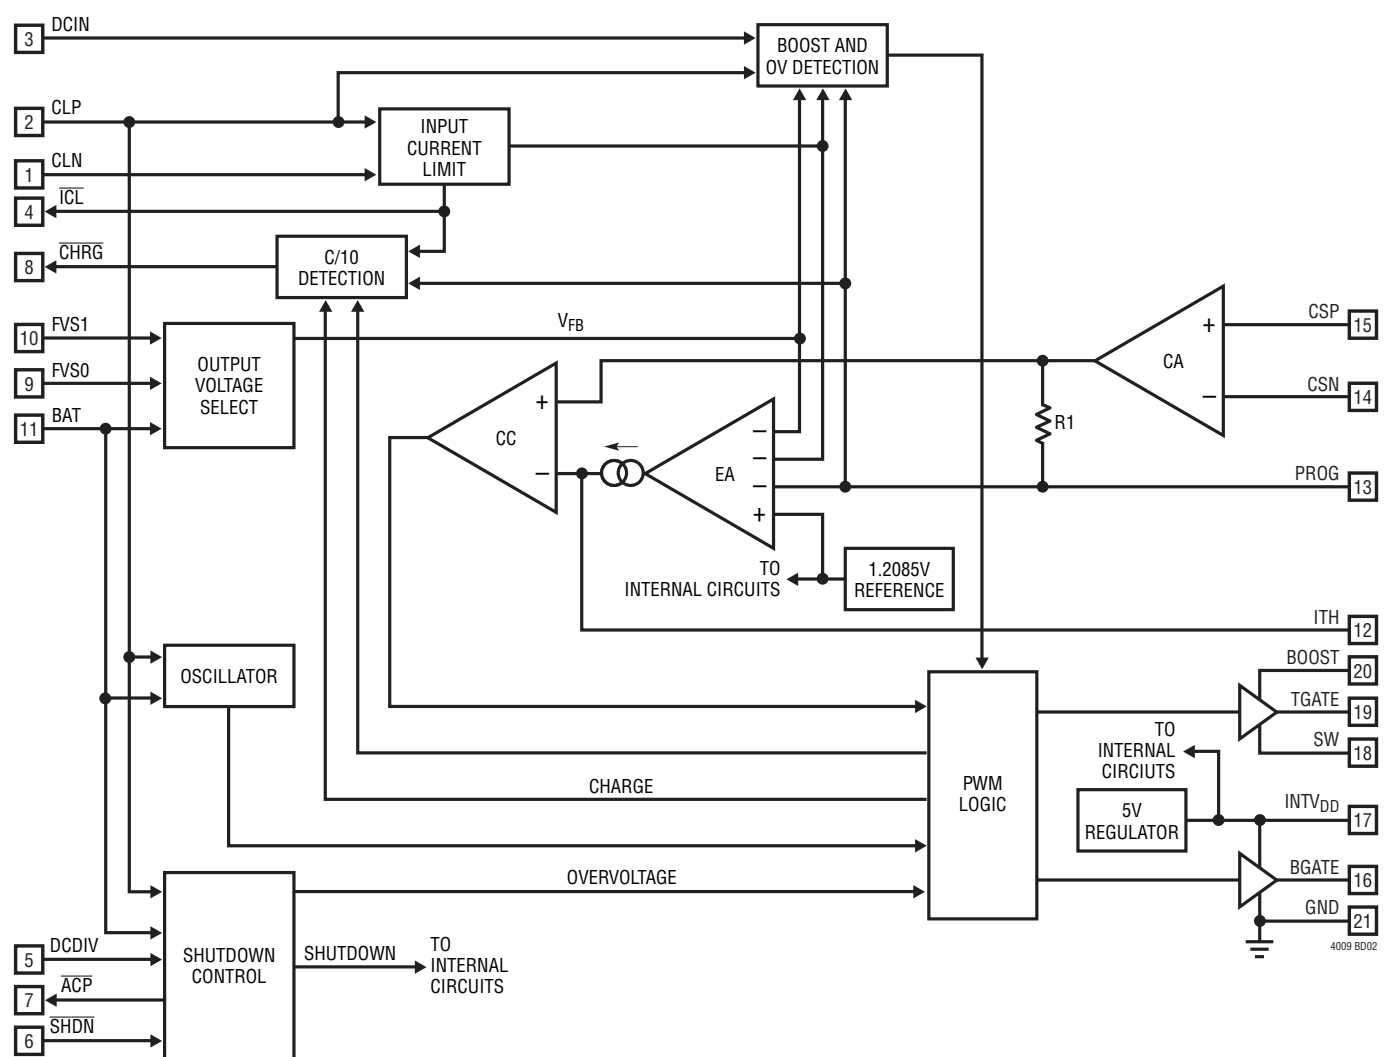 3 DCIN
BOOST AND
OV DETECTION
2 CLP
INPUT
CURRENT
LIMIT
1 CLN
4 ICL
8 CHRG
C/10
DETECTION
10 FVS1
9 FVS0
11 BAT
OUTPUT
VOLTAGE
SELECT
VFB
CSP 15
+
CA
CSN 14
−
+
CC
−
R1
−
−
EA
−
+
PROG 13
TO
INTERNAL CIRCUITS
1.2085V
REFERENCE
ITH 12
BOOST 20
OSCILLATOR
TGATE 19
SW 18
TO
INTERNAL
CIRCIUTS
PWM
LOGIC
CHARGE
5V
REGULATOR
INTVDD 17
OVERVOLTAGE
BGATE 16
GND 21
4009 BD02
5 DCDIV
7 ACP
6 SHDN
SHUTDOWN
CONTROL
SHUTDOWN
TO
INTERNAL
CIRCUITS